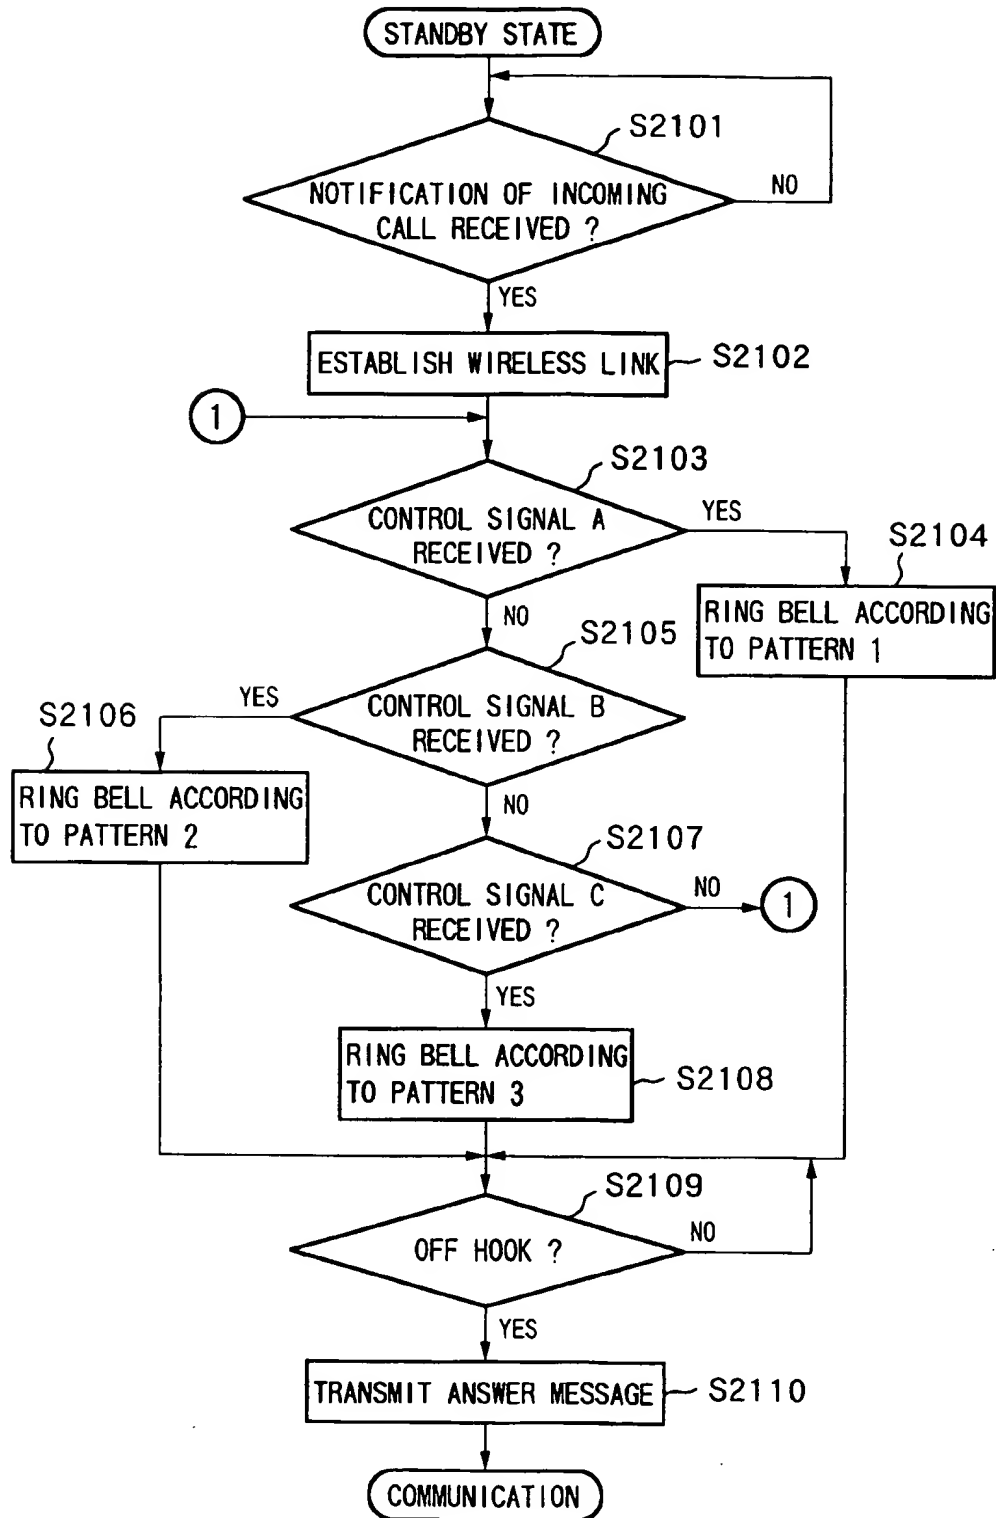 STANDBY STATE
S2101
NOTIFICATION OF INCOMING
CALL RECEIVED ?
NO
YES
ESTABLISH WIRELESS LINK
S2102
1
S2103
CONTROL SIGNAL A
RECEIVED ?
YES
S2104
RING BELL ACCORDING
TO PATTERN 1
NO
S2105
CONTROL SIGNAL B
RECEIVED ?
YES
S2106
RING BELL ACCORDING
TO PATTERN 2
NO
S2107
CONTROL SIGNAL C
RECEIVED ?
NO
1
YES
RING BELL ACCORDING
TO PATTERN 3
S2108
S2109
OFF HOOK ?
NO
YES
TRANSMIT ANSWER MESSAGE
S2110
COMMUNICATION